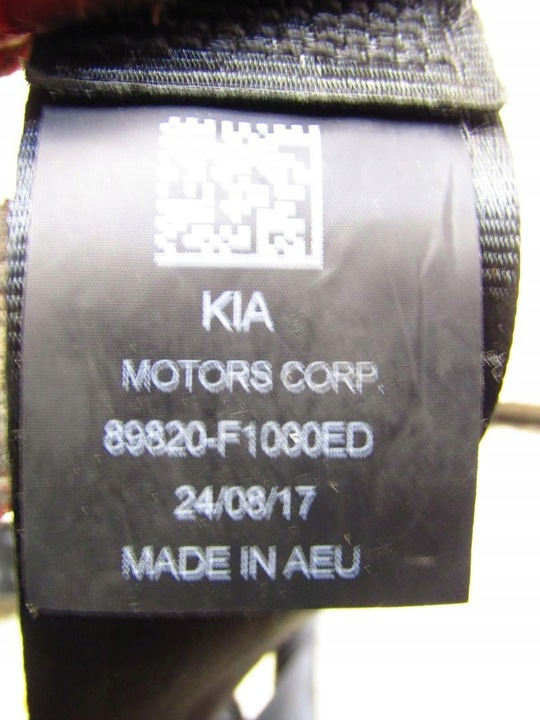 KIA
MOTORS CORP.
89820-F1030ED
24/08/17
MADE IN AEU